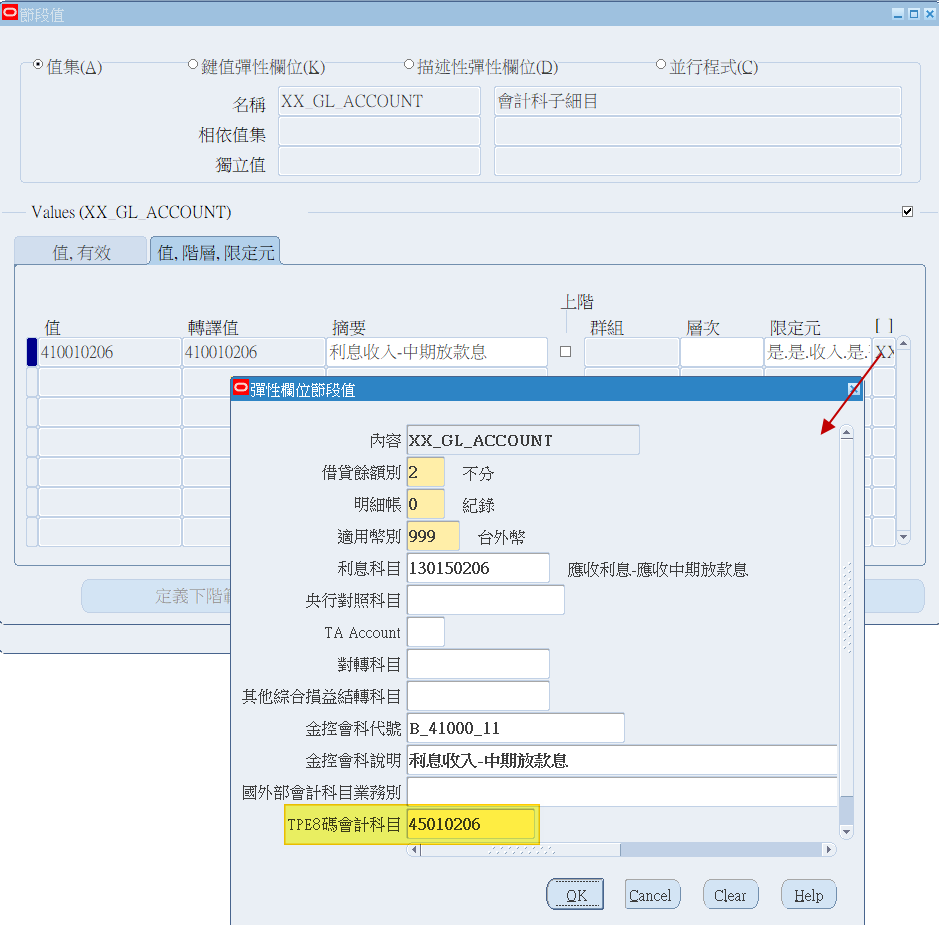 節段值
值集(A) 鍵值彈性欄位(K) 描述性彈性欄位(D) 並行程式(C)
名稱 XX_GL_ACCOUNT 會計科子細目
相依值集
獨立值
Values (XX_GL_ACCOUNT)
值, 有效 值, 階層, 限定元
上階
值 轉譯值 摘要 群組 層次 限定元 [ ]
410010206 410010206 利息收入-中期放款息 是.是.收入.是. XX
彈性欄位節段值
內容 XX_GL_ACCOUNT
借貸餘額別 2 不分
明細帳 0 紀錄
適用幣別 999 台外幣
利息科目 130150206 應收利息-應收中期放款息
央行對照科目
定義下階
TA Account
對轉科目
其他綜合損益結轉科目
金控會科代號 B_41000_11
金控會科說明 利息收入-中期放款息
國外部會計科目業務別
TPE8碼會計科目 45010206
OK Cancel Clear Help